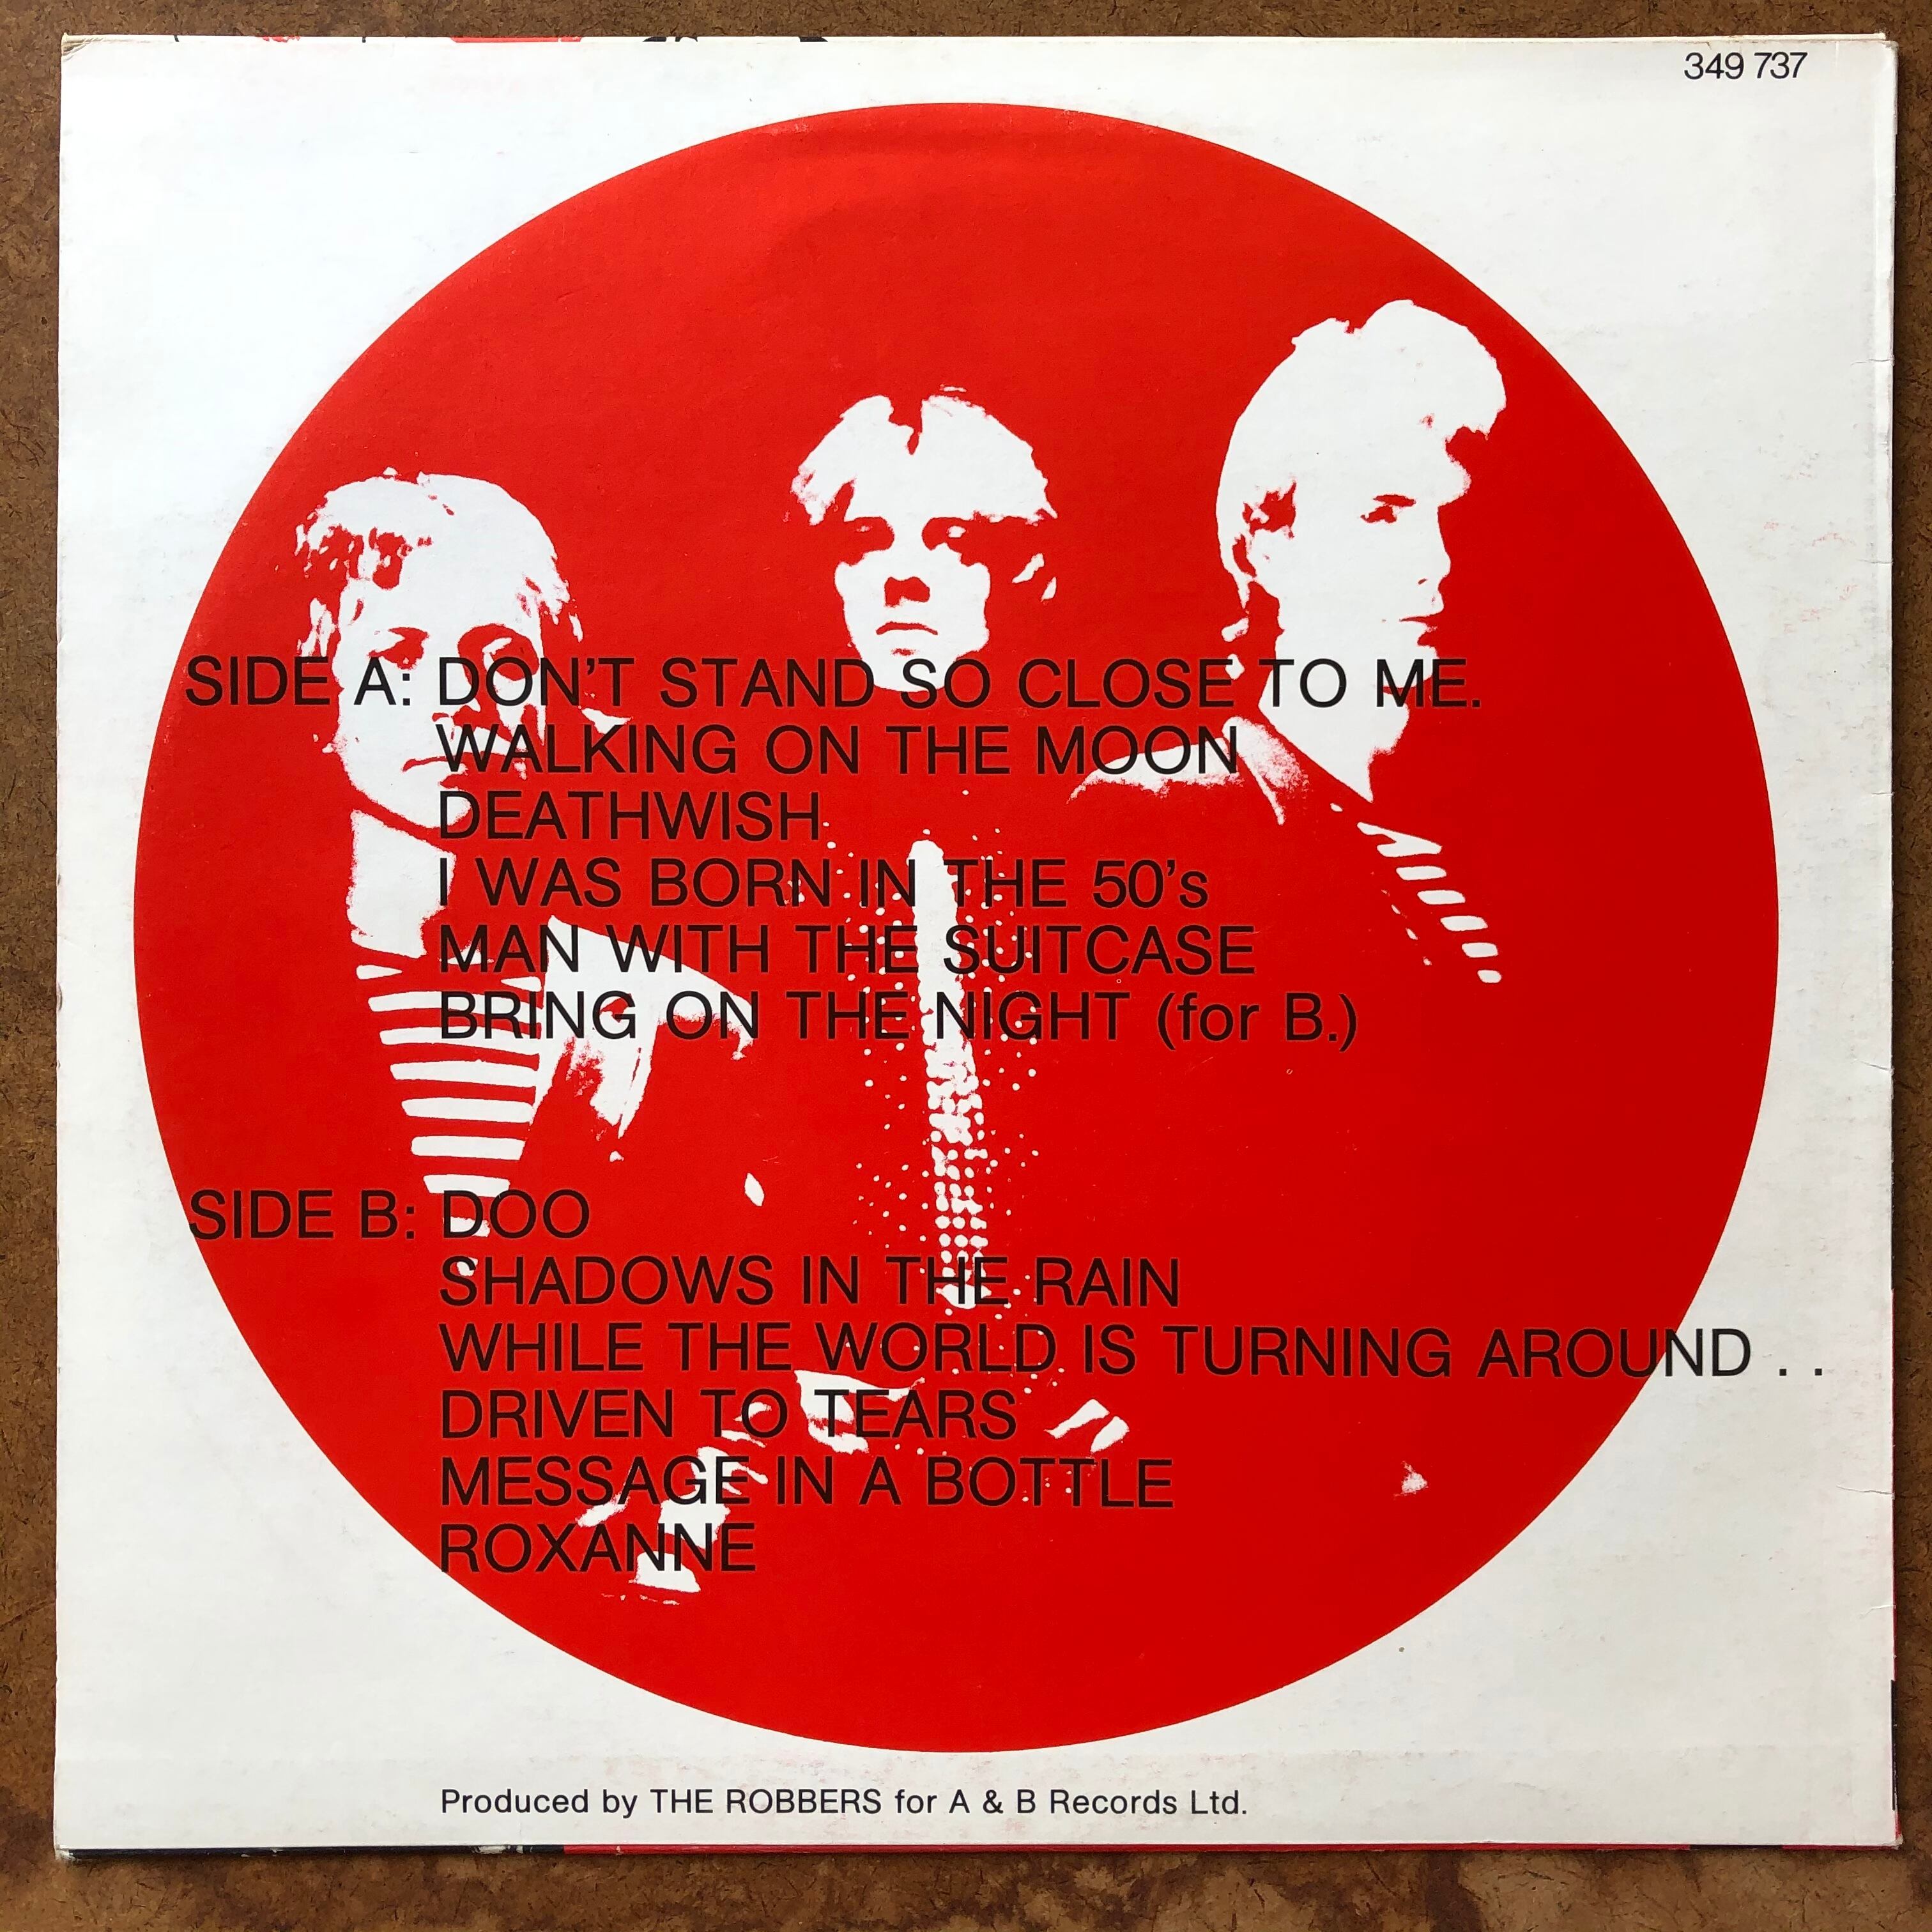 349 737
SIDE A: DON'T STAND SO CLOSE TO ME.
WALKING ON THE MOON
DEATHWISH
I WAS BORN IN THE 50's
MAN WITH THE SUITCASE
BRING ON THE NIGHT (for B.)
SIDE B: DOO
SHADOWS IN THE RAIN
WHILE THE WORLD IS TURNING AROUND . .
DRIVEN TO TEARS
MESSAGE IN A BOTTLE
ROXANNE
Produced by THE ROBBERS for A & B Records Ltd.